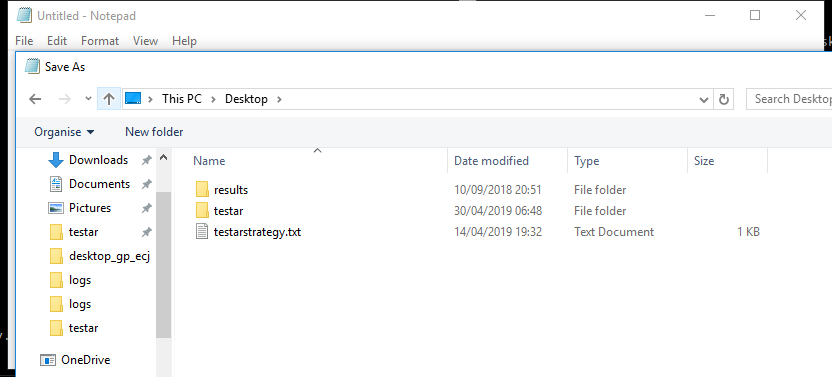 Untitled - Notepad
File Edit Format View Help
Save As
This PC Desktop
Search Desktop
Organise New folder
Name Date modified Type Size
Downloads
Documents
Pictures
testar
desktop_gp_ecj
logs
logs
testar
OneDrive
results 10/09/2018 20:51 File folder
testar 30/04/2019 06:48 File folder
testarstrategy.txt 14/04/2019 19:32 Text Document 1 KB